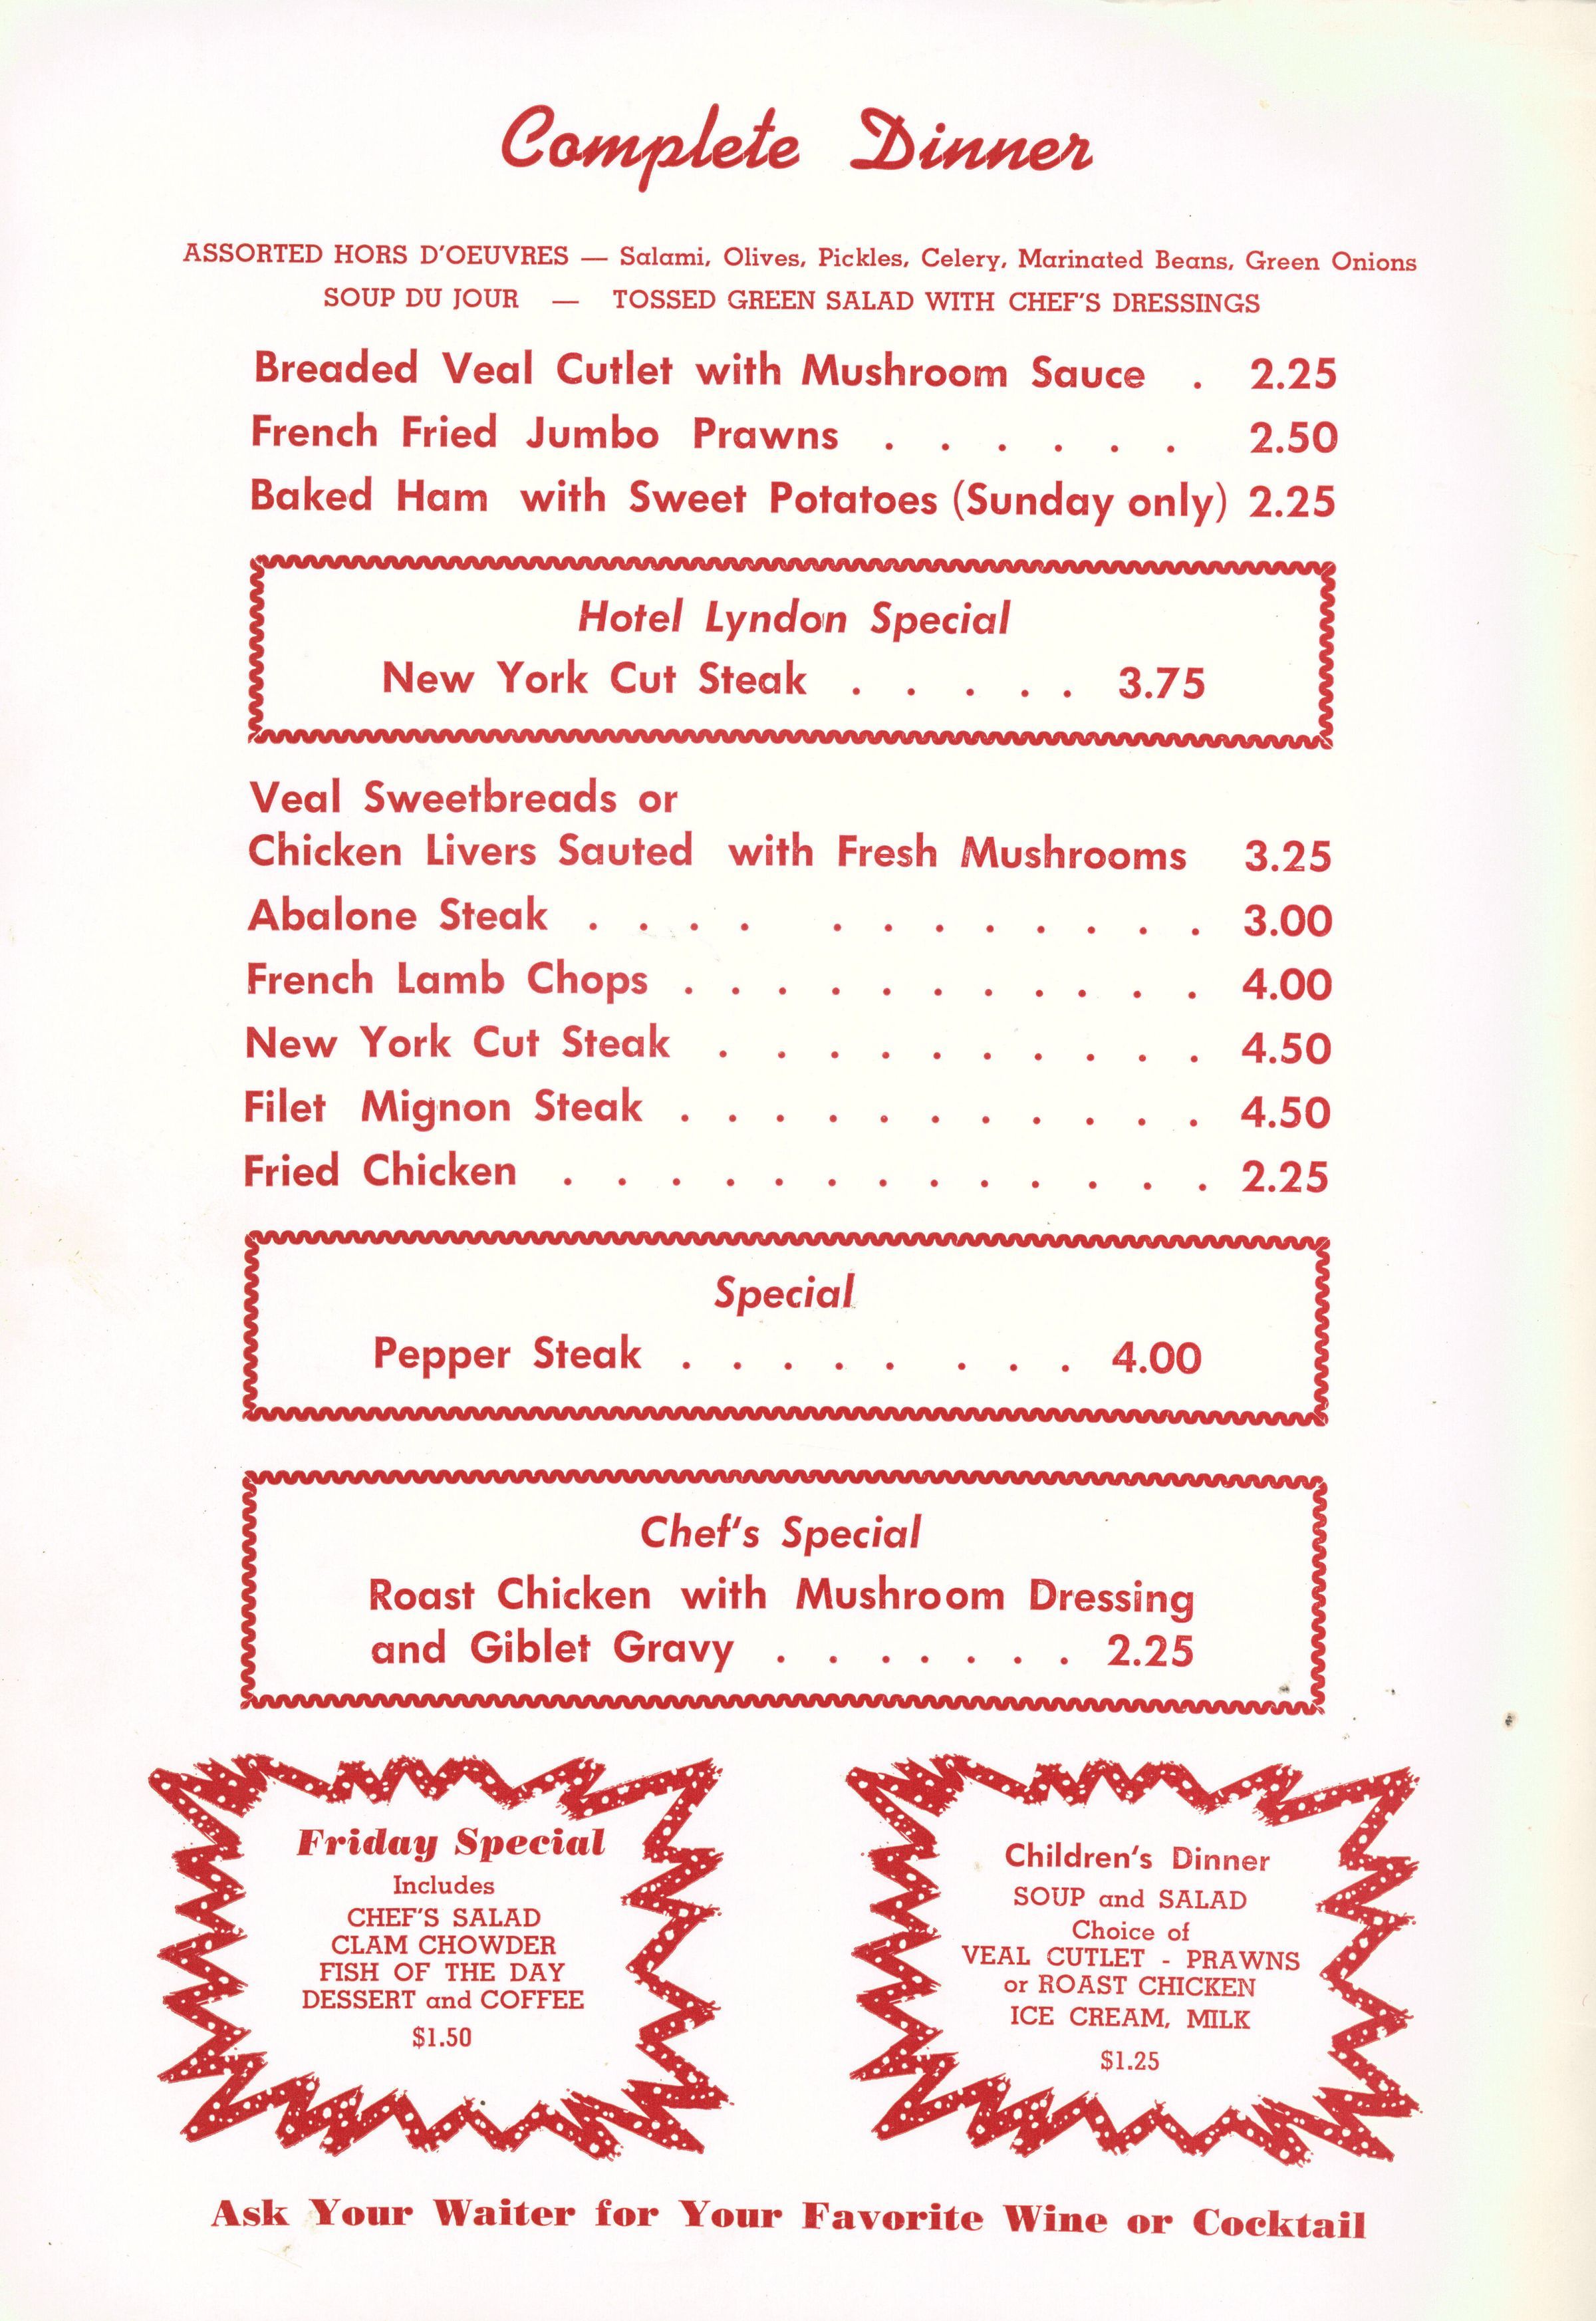 Complete Dinner
ASSORTED HORS D'OEUVRES — Salami, Olives, Pickles, Celery, Marinated Beans, Green Onions
SOUP DU JOUR — TOSSED GREEN SALAD WITH CHEF'S DRESSINGS
Breaded Veal Cutlet with Mushroom Sauce . 2.25
French Fried Jumbo Prawns . . . . . . 2.50
Baked Ham with Sweet Potatoes (Sunday only) 2.25
Hotel Lyndon Special
New York Cut Steak . . . . . 3.75
Veal Sweetbreads or
Chicken Livers Sauted with Fresh Mushrooms 3.25
Abalone Steak . . . . . . . . . . . . 3.00
French Lamb Chops . . . . . . . . . . . 4.00
New York Cut Steak . . . . . . . . . . 4.50
Filet Mignon Steak . . . . . . . . . . . 4.50
Fried Chicken . . . . . . . . . . . . . 2.25
Special
Pepper Steak . . . . . . . . 4.00
Chef's Special
Roast Chicken with Mushroom Dressing
and Giblet Gravy . . . . . . 2.25
Friday Special
Includes
CHEF'S SALAD
CLAM CHOWDER
FISH OF THE DAY
DESSERT and COFFEE
$1.50
Children's Dinner
SOUP and SALAD
Choice of
VEAL CUTLET - PRAWNS
or ROAST CHICKEN
ICE CREAM, MILK
$1.25
Ask Your Waiter for Your Favorite Wine or Cocktail